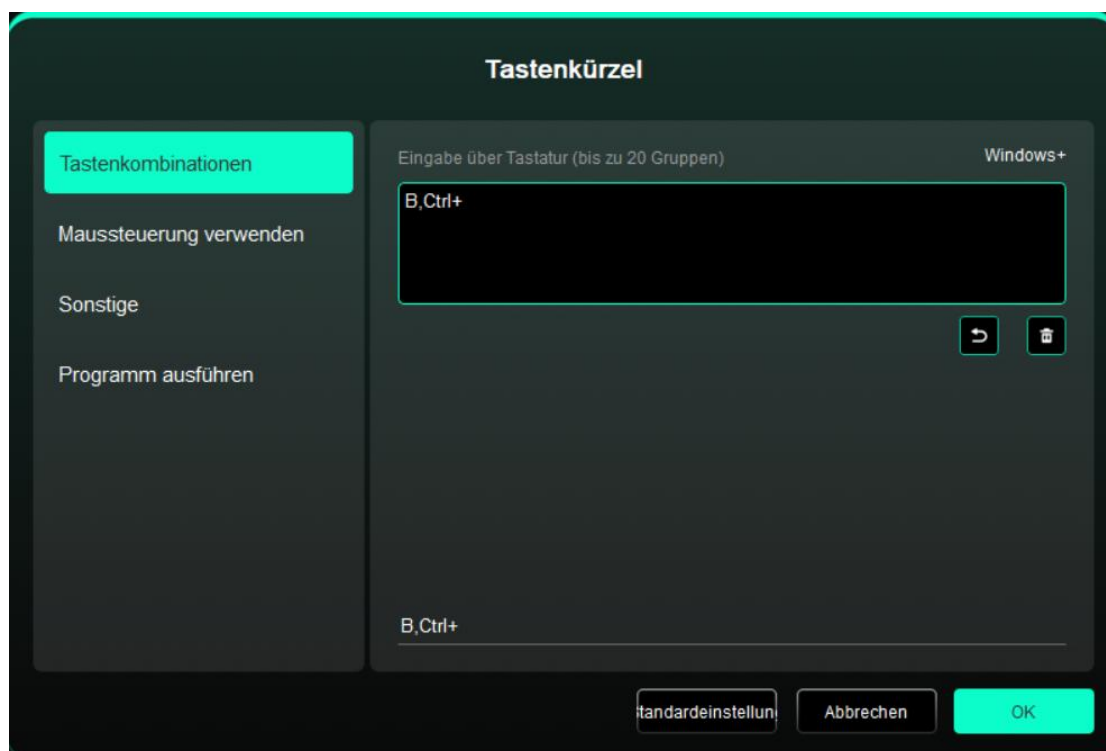 Tastenkürzel
Tastenkombinationen
Maussteuerung verwenden
Sonstige
Programm ausführen
Eingabe über Tastatur (bis zu 20 Gruppen)
Windows+
B,Ctrl+
B,Ctrl+
tandardeinstellun
Abbrechen
OK